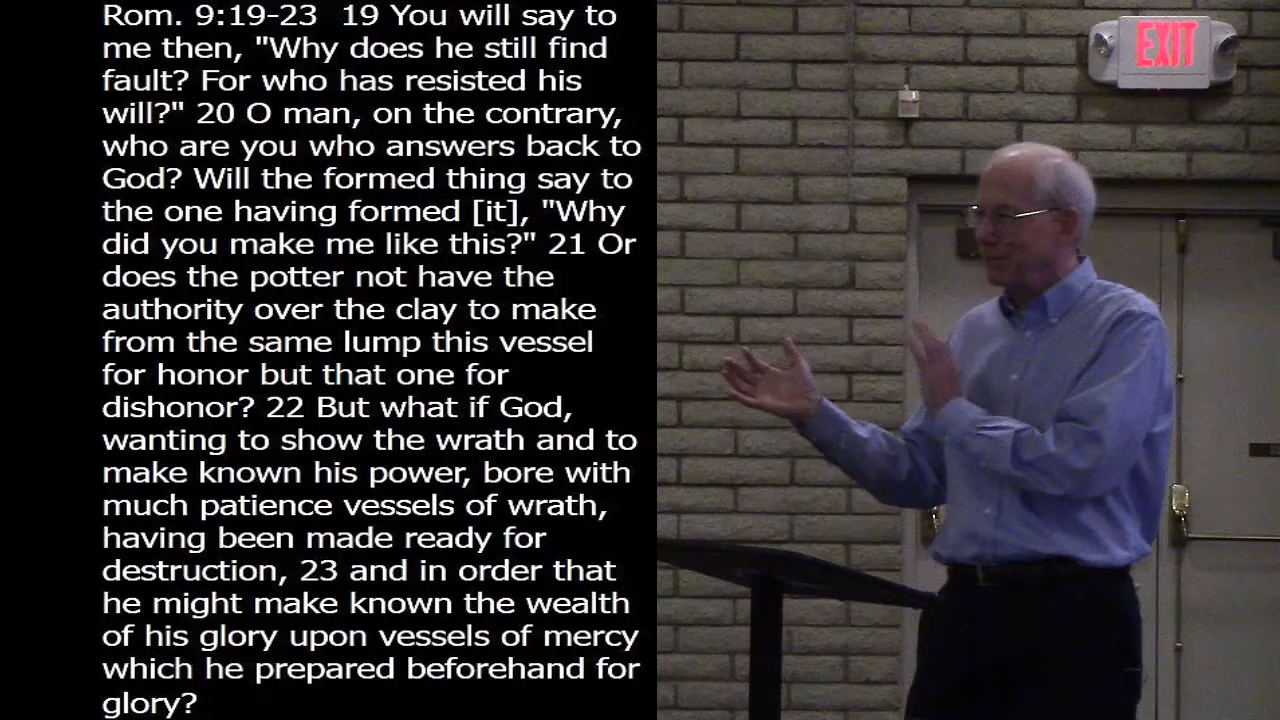 Rom. 9:19-23  19 You will say to
me then, "Why does he still find
fault? For who has resisted his
will?" 20 O man, on the contrary,
who are you who answers back to
God? Will the formed thing say to
the one having formed [it], "Why
did you make me like this?" 21 Or
does the potter not have the
authority over the clay to make
from the same lump this vessel
for honor but that one for
dishonor? 22 But what if God,
wanting to show the wrath and to
make known his power, bore with
much patience vessels of wrath,
having been made ready for
destruction, 23 and in order that
he might make known the wealth
of his glory upon vessels of mercy
which he prepared beforehand for
glory?
EXIT